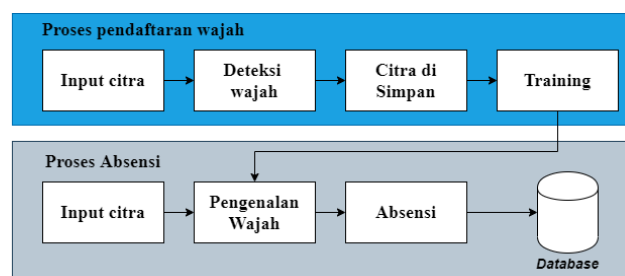 Proses pendaftaran wajah
Input citra
Deteksi
wajah
Citra di
Simpan
Training
Proses Absensi
Input citra
Pengenalan
Wajah
Absensi
Database